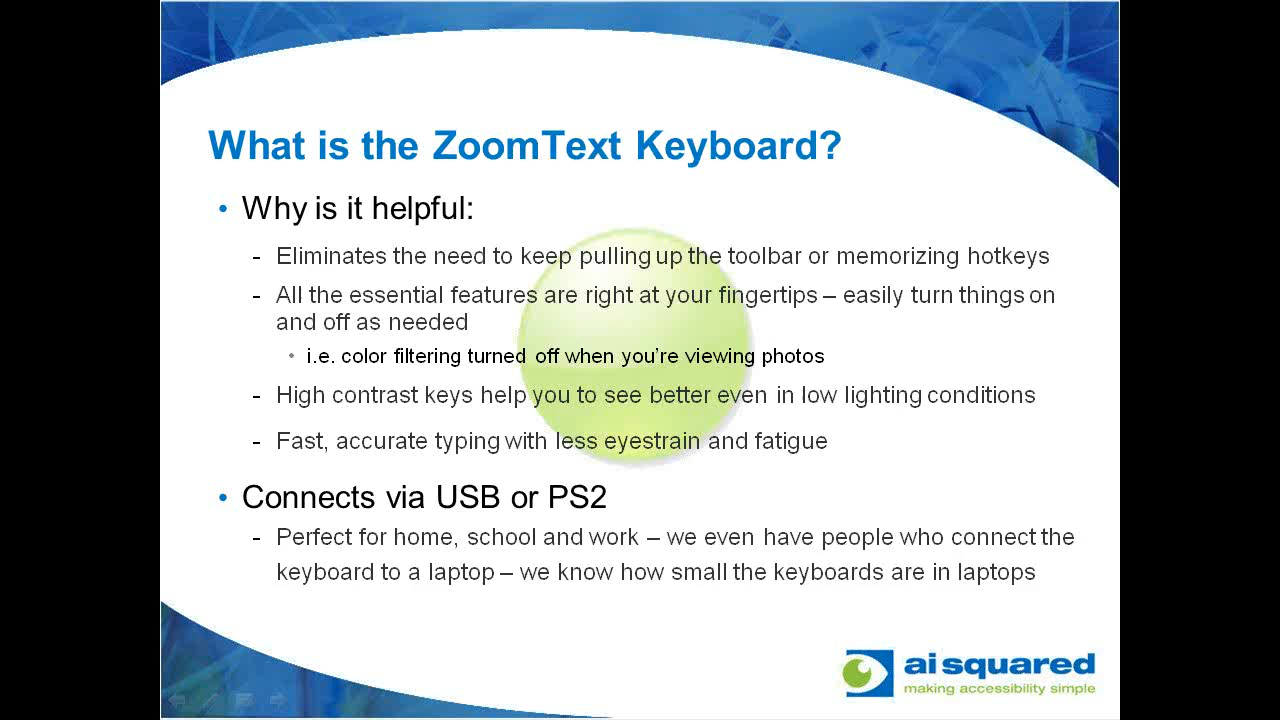 What is the ZoomText Keyboard?
• Why is it helpful:
- Eliminates the need to keep pulling up the toolbar or memorizing hotkeys
- All the essential features are right at your fingertips – easily turn things on
and off as needed
• i.e. color filtering turned off when you’re viewing photos
- High contrast keys help you to see better even in low lighting conditions
- Fast, accurate typing with less eyestrain and fatigue
• Connects via USB or PS2
- Perfect for home, school and work – we even have people who connect the
keyboard to a laptop – we know how small the keyboards are in laptops
ai squared
making accessibility simple